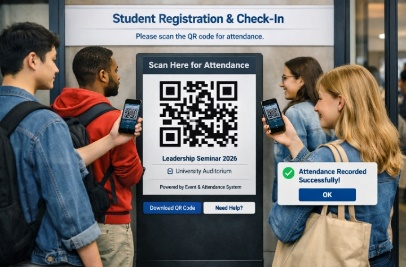 Student Registration & Check-In
Please scan the QR code for attendance.
Scan Here for Attendance
Leadership Seminar 2026
University Auditorium
Powered by Event & Attendance System
Download QR Code
Need Help?
Attendance Recorded
Successfully!
OK